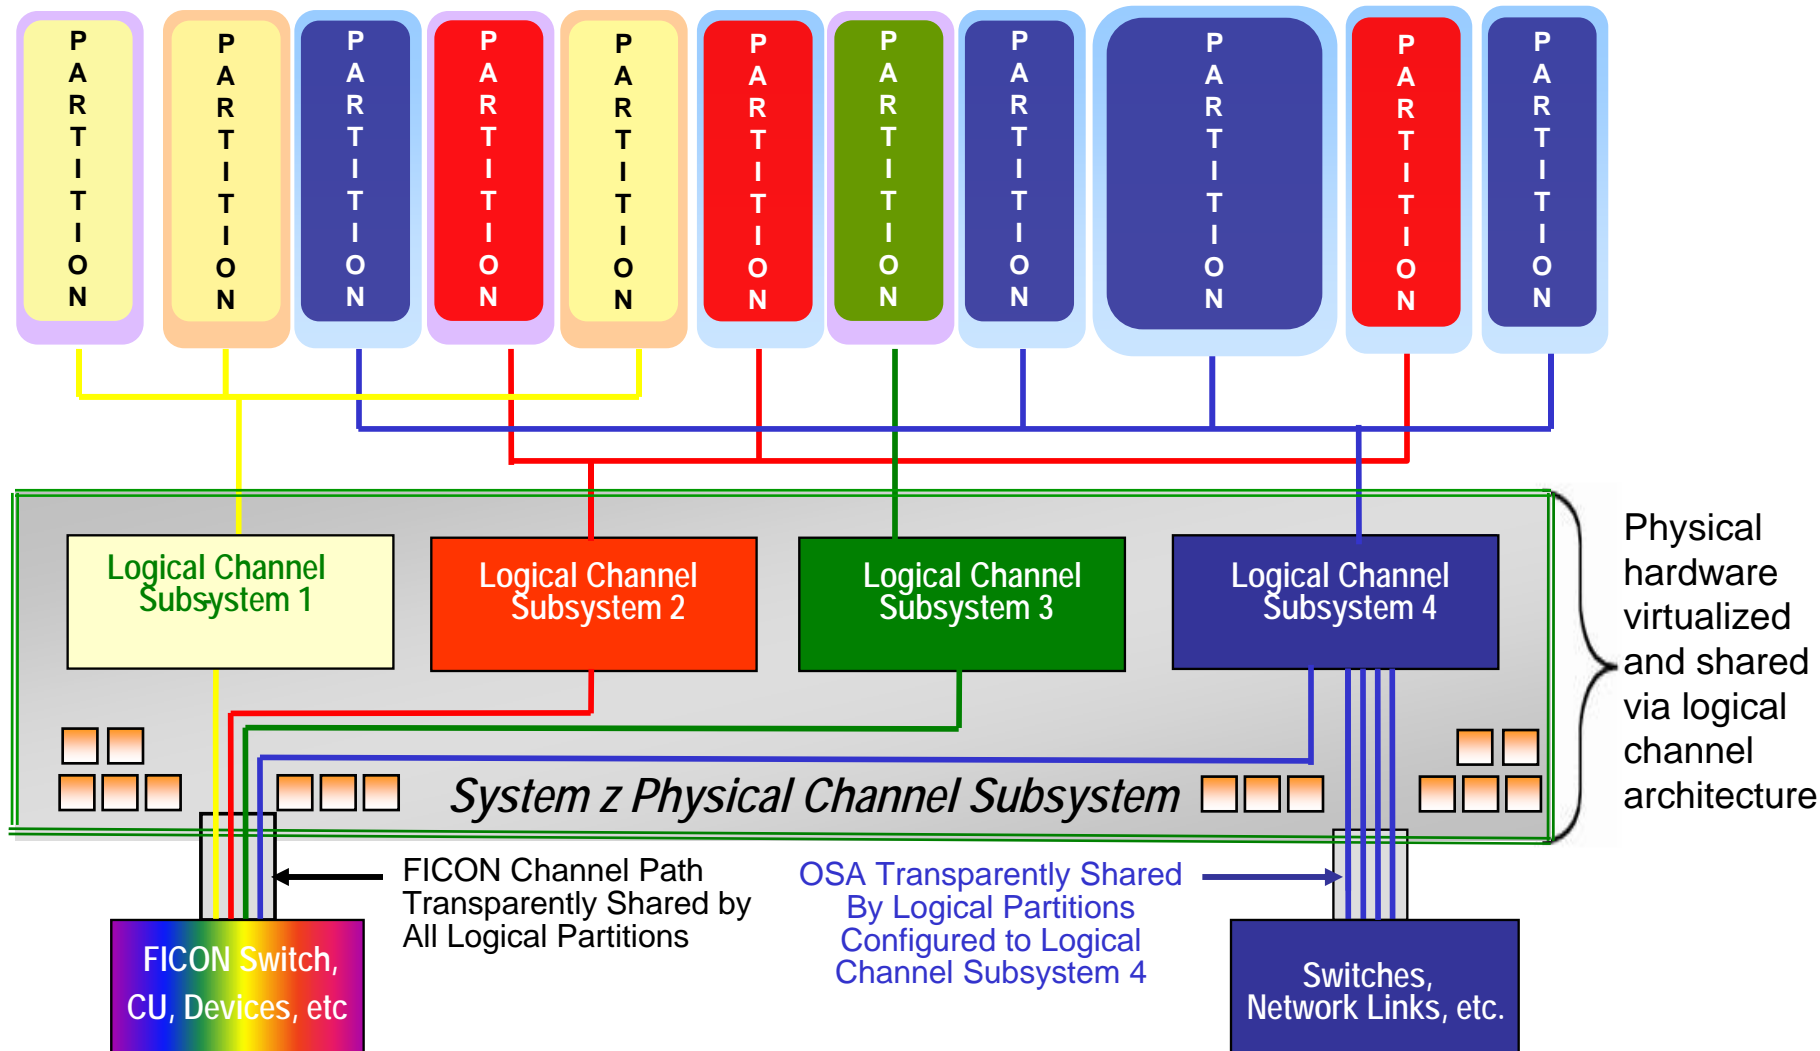 PARTITION
PARTITION
PARTITION
PARTITION
PARTITION
PARTITION
PARTITION
PARTITION
PARTITION
PARTITION
PARTITION
Logical Channel
Subsystem 1
Logical Channel
Subsystem 2
Logical Channel
Subsystem 3
Logical Channel
Subsystem 4
Physical
hardware
virtualized
and shared
via logical
channel
architecture
System z Physical Channel Subsystem
FICON Channel Path
Transparently Shared by
All Logical Partitions
OSA Transparently Shared
By Logical Partitions
Configured to Logical
Channel Subsystem 4
FICON Switch,
CU, Devices, etc
Switches,
Network Links, etc.